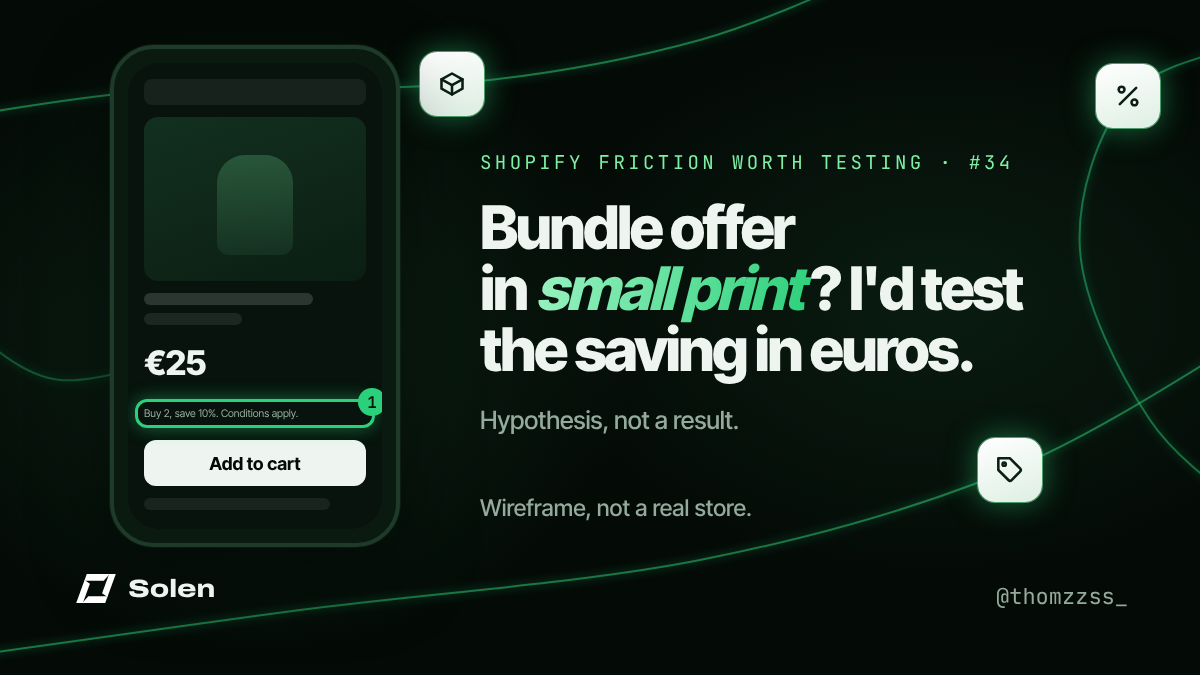 SHOPIFY FRICTION WORTH TESTING · #34
Bundle offer
in small print? I'd test
the saving in euros.
Hypothesis, not a result.
Wireframe, not a real store.
€25
Buy 2, save 10%. Conditions apply.
1
Add to cart
Solen
@thomzzss_